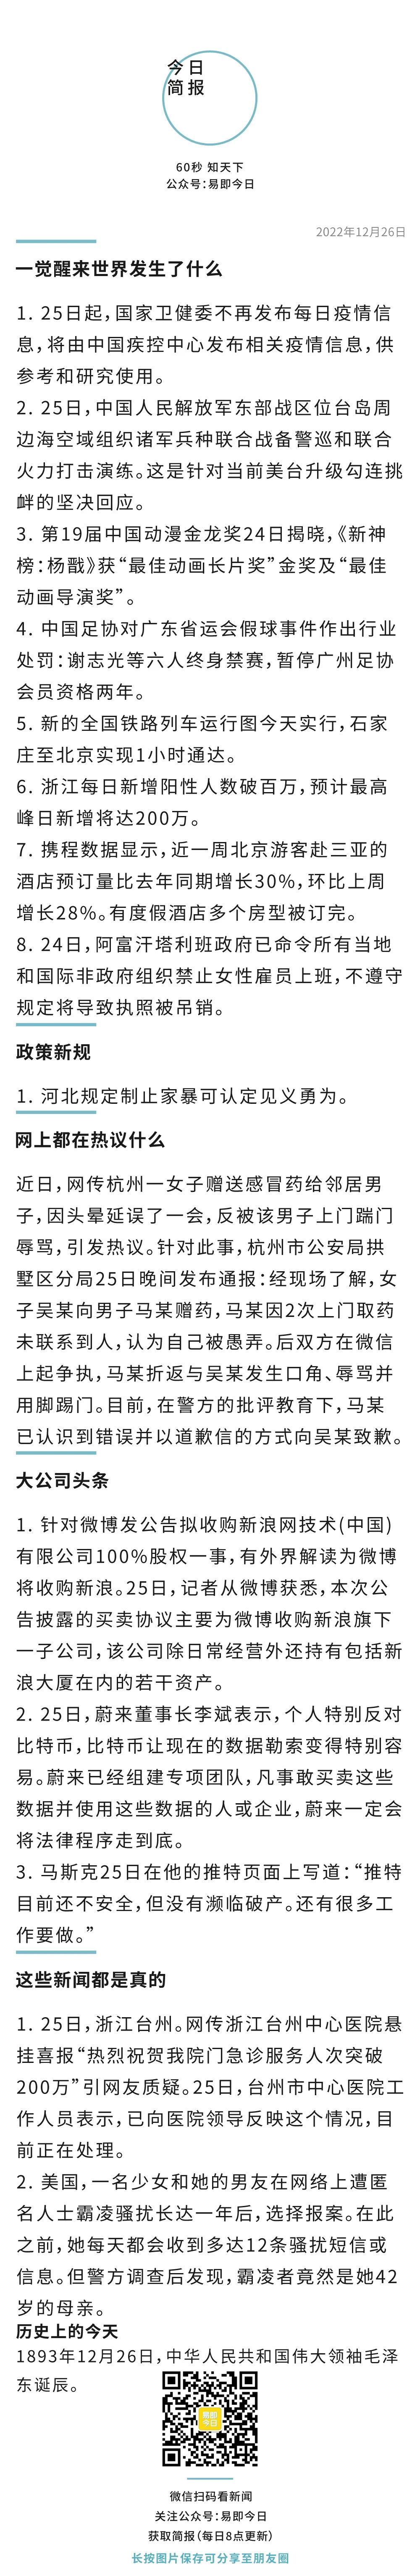 今日
简报
60秒 知天下
公众号：易即今日
2022年12月26日
一觉醒来世界发生了什么
1. 25日起，国家卫健委不再发布每日疫情信
息，将由中国疾控中心发布相关疫情信息，供
参考和研究使用。
2. 25日，中国人民解放军东部战区位台岛周
边海空域组织诸军兵种联合战备警巡和联合
火力打击演练。这是针对当前美台升级勾连挑
衅的坚决回应。
3. 第19届中国动漫金龙奖24日揭晓，《新神
榜：杨戬》获“最佳动画长片奖”金奖及“最佳
动画导演奖”。
4. 中国足协对广东省运会假球事件作出行业
处罚：谢志光等六人终身禁赛，暂停广州足协
会员资格两年。
5. 新的全国铁路列车运行图今天实行，石家
庄至北京实现1小时通达。
6. 浙江每日新增阳性人数破百万，预计最高
峰日新增将达200万。
7. 携程数据显示，近一周北京游客赴三亚的
酒店预订量比去年同期增长30%，环比上周
增长28%。有度假酒店多个房型被订完。
8. 24日，阿富汗塔利班政府已命令所有当地
和国际非政府组织禁止女性雇员上班，不遵守
规定将导致执照被吊销。
政策新规
1. 河北规定制止家暴可认定见义勇为。
网上都在热议什么
近日，网传杭州一女子赠送感冒药给邻居男
子，因头晕延误了一会，反被该男子上门踹门
辱骂，引发热议。针对此事，杭州市公安局拱
墅区分局25日晚间发布通报：经现场了解，女
子吴某向男子马某赠药，马某因2次上门取药
未联系到人，认为自己被愚弄。后双方在微信
上起争执，马某折返与吴某发生口角、辱骂并
用脚踢门。目前，在警方的批评教育下，马某
已认识到错误并以道歉信的方式向吴某致歉。
大公司头条
1. 针对微博发公告拟收购新浪网技术(中国)
有限公司100%股权一事，有外界解读为微博
将收购新浪。25日，记者从微博获悉，本次公
告披露的买卖协议主要为微博收购新浪旗下
一子公司，该公司除日常经营外还持有包括新
浪大厦在内的若干资产。
2. 25日，蔚来董事长李斌表示，个人特别反对
比特币，比特币让现在的数据勒索变得特别容
易。蔚来已经组建专项团队，凡事敢买卖这些
数据并使用这些数据的人或企业，蔚来一定会
将法律程序走到底。
3. 马斯克25日在他的推特页面上写道：“推特
目前还不安全，但没有濒临破产。还有很多工
作要做。”
这些新闻都是真的
1. 25日，浙江台州。网传浙江台州中心医院悬
挂喜报“热烈祝贺我院门急诊服务人次突破
200万”引网友质疑。25日，台州市中心医院工
作人员表示，已向医院领导反映这个情况，目
前正在处理。
2. 美国，一名少女和她的男友在网络上遭匿
名人士霸凌骚扰长达一年后，选择报案。在此
之前，她每天都会收到多达12条骚扰短信或
信息。但警方调查后发现，霸凌者竟然是她42
岁的母亲。
历史上的今天
1893年12月26日，中华人民共和国伟大领袖毛泽
东诞辰。
易即
今日
微信扫码看新闻
关注公众号：易即今日
获取简报（每日8点更新）
长按图片保存可分享至朋友圈